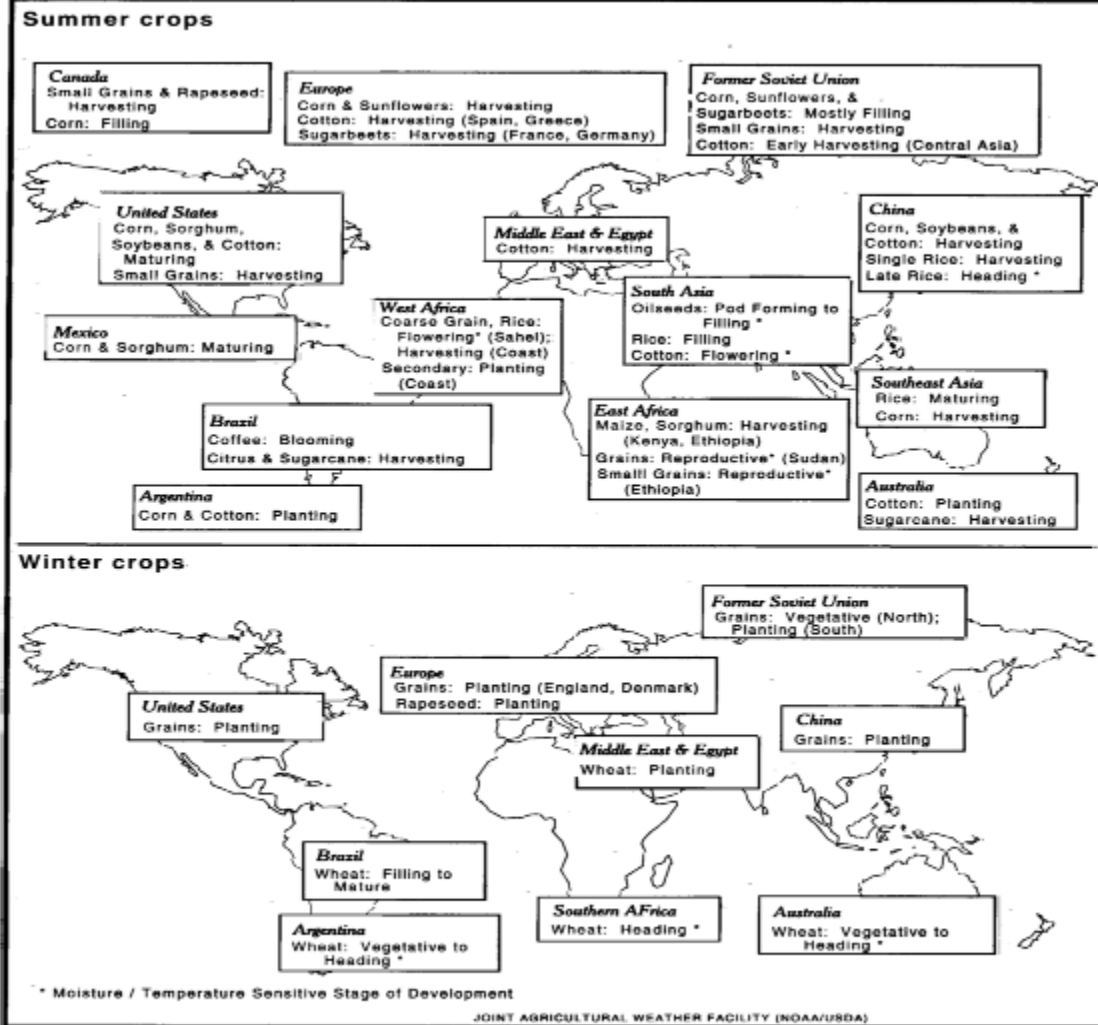 Summer crops
Canada
Small Grains & Rapeseed:
Harvesting
Corn: Filling
Europe
Corn & Sunflowers: Harvesting
Cotton: Harvesting (Spain, Greece)
Sugarbeets: Harvesting (France, Germany)
Former Soviet Union
Corn, Sunflowers, &
Sugarbeets: Mostly Filling
Small Grains: Harvesting
Cotton: Early Harvesting (Central Asia)
United States
Corn, Sorghum,
Soybeans, & Cotton:
Maturing
Small Grains: Harvesting
Middle East & Egypt
Cotton: Harvesting
China
Corn, Soybeans, &
Cotton: Harvesting
Single Rice: Harvesting
Late Rice: Heading *
Mexico
Corn & Sorghum: Maturing
West Africa
Coarse Grain, Rice:
Flowering* (Sahel);
Harvesting (Coast)
Secondary: Planting
(Coast)
South Asia
Oilseeds: Pod Forming to
Filling *
Rice: Filling
Cotton: Flowering *
Southeast Asia
Rice: Maturing
Corn: Harvesting
Brazil
Coffee: Blooming
Citrus & Sugarcane: Harvesting
East Africa
Maize, Sorghum: Harvesting
(Kenya, Ethiopia)
Grains: Reproductive* (Sudan)
Smalll Grains: Reproductive*
(Ethiopia)
Argentina
Corn & Cotton: Planting
Australia
Cotton: Planting
Sugarcane: Harvesting
Winter crops
Former Soviet Union
Grains: Vegetative (North);
Planting (South)
Europe
Grains: Planting (England, Denmark)
Rapeseed: Planting
United States
Grains: Planting
China
Grains: Planting
Middle East & Egypt
Wheat: Planting
Brazil
Wheat: Filling to
Mature
Southern AFrica
Wheat: Heading *
Australia
Wheat: Vegetative to
Heading *
Argentina
Wheat: Vegetative to
Heading *
* Moisture / Temperature Sensitive Stage of Development
JOINT AGRICULTURAL WEATHER FACILITY (NOAA/USDA)